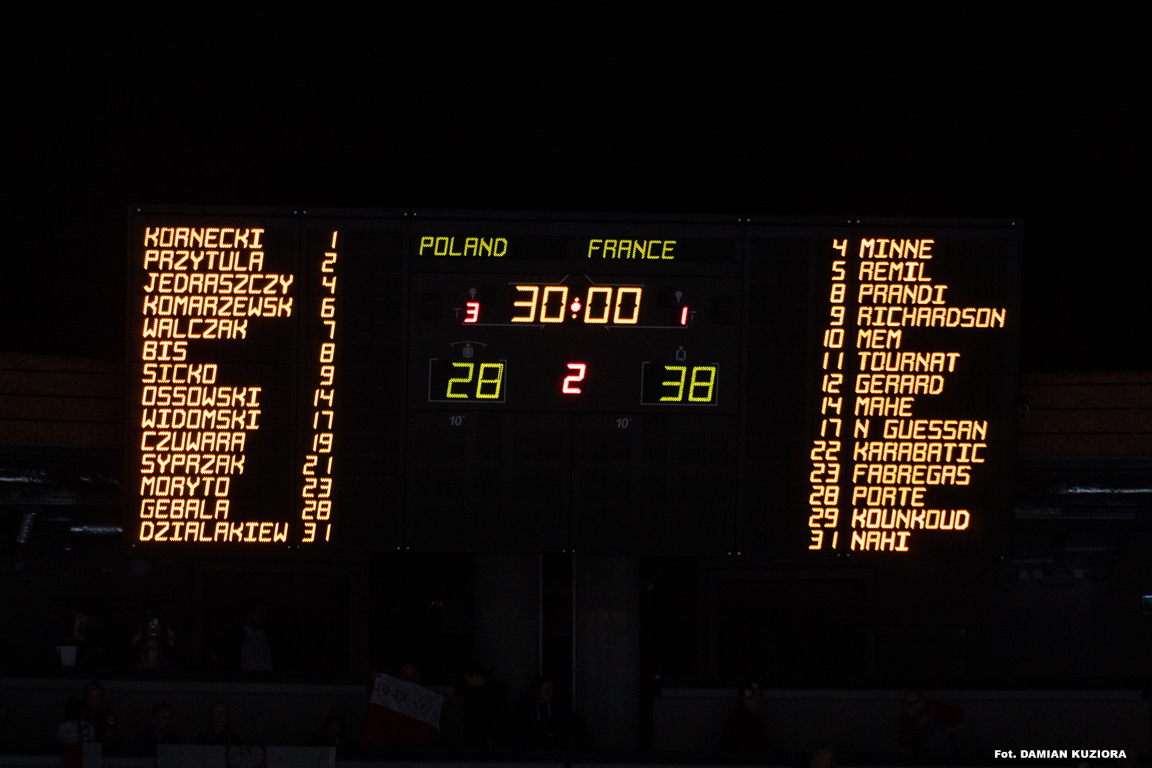 KORNECKI 1
PRZYTULA 2
JEDRASZCZY 4
KOMARZEWSK 6
WALCZAK 7
BIS 8
SICKO 9
OSSOWSKI 14
WIDOMSKI 17
CZUWARA 19
SYPRZAK 21
MORYTO 23
GEBALA 28
DZIALAKIEW 31
POLAND FRANCE
3 30:00 1
28 2 38
10' 10'
4 MINNE
5 REMIL
8 PRANDI
9 RICHARDSON
10 MEM
11 TOURNAT
12 GERARD
14 MAHE
17 N GUESSAN
22 KARABATIC
23 FABREGAS
28 PORTE
29 KOUNKOUD
31 NAHI
Fot. DAMIAN KUZIORA